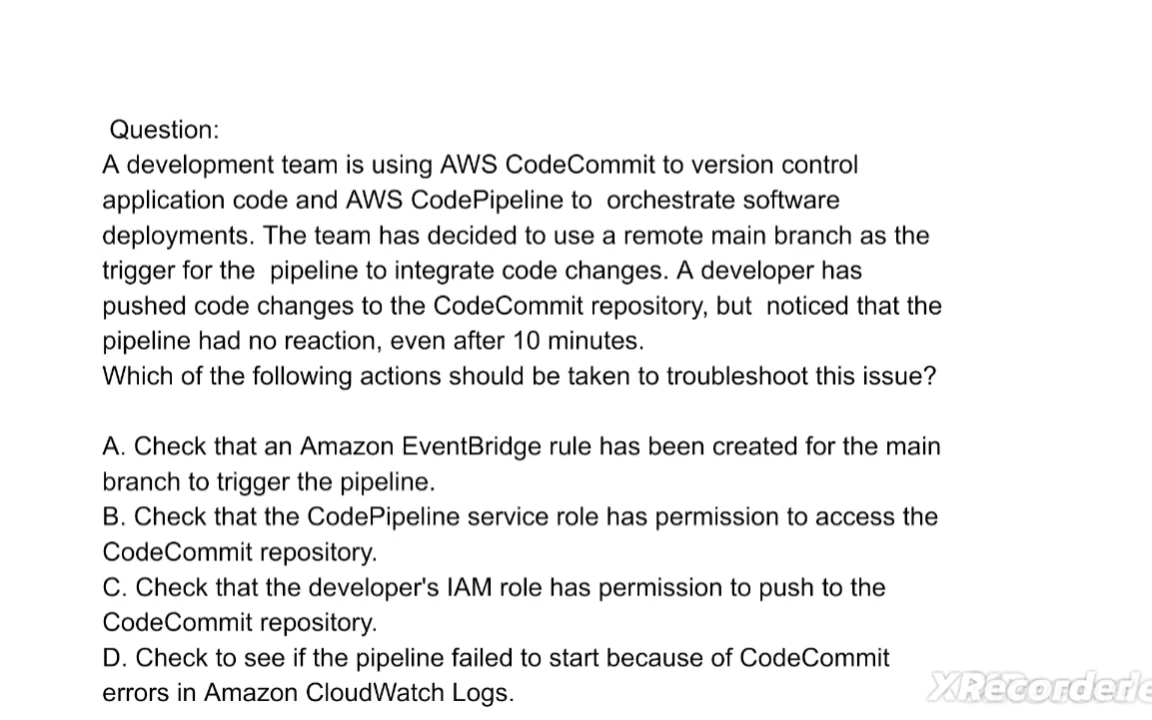 Question:
A development team is using AWS CodeCommit to version control
application code and AWS CodePipeline to orchestrate software
deployments. The team has decided to use a remote main branch as the
trigger for the pipeline to integrate code changes. A developer has
pushed code changes to the CodeCommit repository, but noticed that the
pipeline had no reaction, even after 10 minutes.
Which of the following actions should be taken to troubleshoot this issue?
A. Check that an Amazon EventBridge rule has been created for the main
branch to trigger the pipeline.
B. Check that the CodePipeline service role has permission to access the
CodeCommit repository.
C. Check that the developer's IAM role has permission to push to the
CodeCommit repository.
D. Check to see if the pipeline failed to start because of CodeCommit
errors in Amazon CloudWatch Logs.